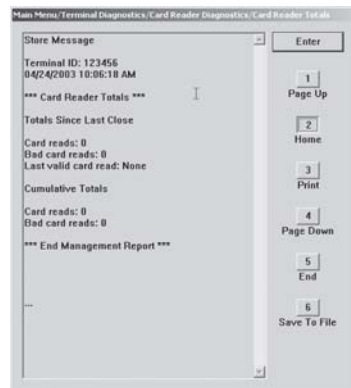 Main Menu/Terminal Diagnostics/Card Reader Diagnostics/Card Reader Totals
Store Message
Terminal ID: 123456
04/24/2003 10:06:18 AM
*** Card Reader Totals ***
Totals Since Last Close
Card reads: 0
Bad card reads: 0
Last valid card read: None
Cumulative Totals
Card reads: 0
Bad card reads: 0
*** End Management Report ***
...
Enter
1
Page Up
2
Home
3
Print
4
Page Down
5
End
6
Save To File